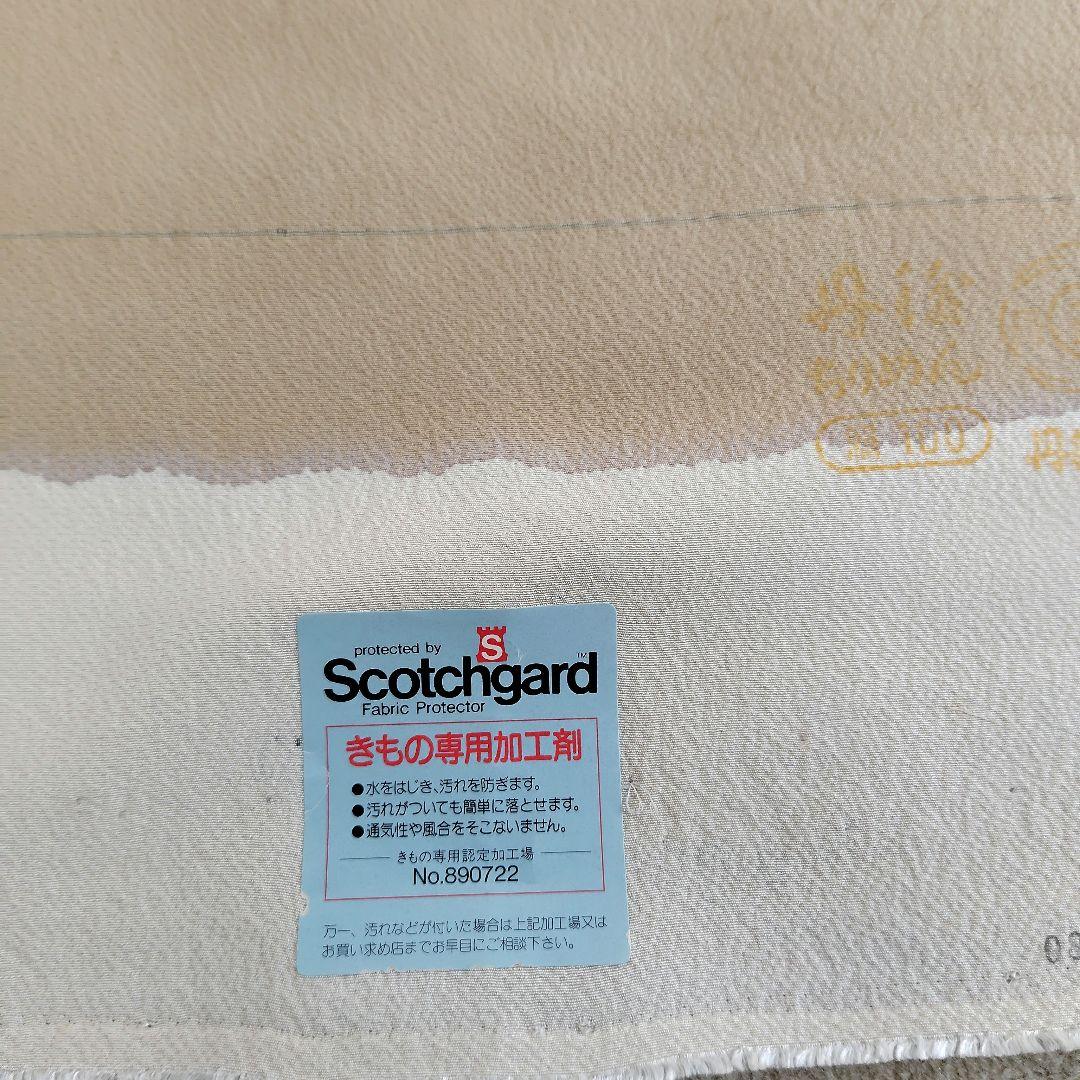 丹後
ちりめん
絹 100
丹後
protected by
S
Scotchgard™
Fabric Protector
きもの専用加工剤
●水をはじき、汚れを防ぎます。
●汚れがついても簡単に落とせます。
●通気性や風合をそこないません。
きもの専用認定加工場
No.890722
万一、汚れなどが付いた場合は上記加工場又は
お買い求め店までお早目にご相談下さい。